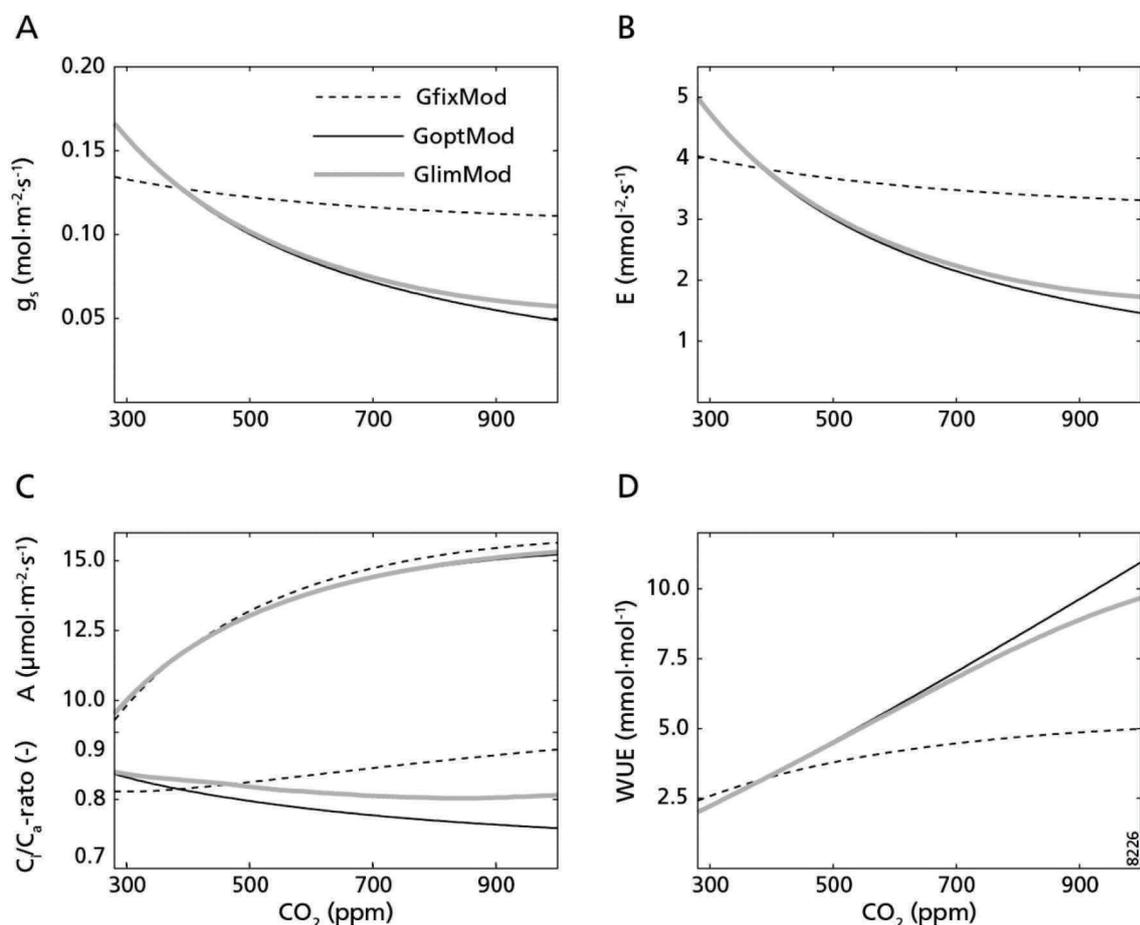 A
0.20
0.15
0.10
0.05
g_s (mol·m⁻²·s⁻¹)
GfixMod
GoptMod
GlimMod
300 500 700 900
B
5
4
3
2
1
E (mmol⁻²·s⁻¹)
300 500 700 900
C
15.0
12.5
10.0
0.9
0.8
0.7
A (µmol·m⁻²·s⁻¹)
C_i/C_a-rato (-)
300 500 700 900
CO₂ (ppm)
D
10.0
7.5
5.0
2.5
WUE (mmol·mol⁻¹)
300 500 700 900
CO₂ (ppm)
8226